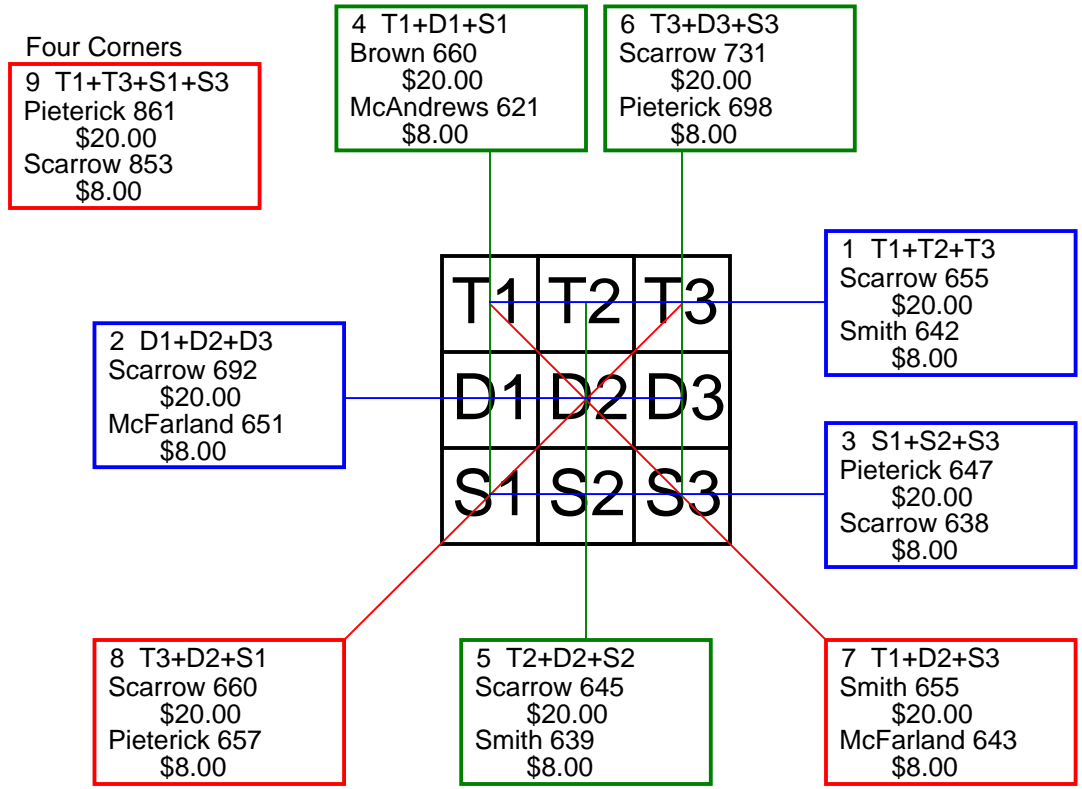 Four Corners
9 T1+T3+S1+S3
Pieterick 861
$20.00
Scarrow 853
$8.00
4 T1+D1+S1
Brown 660
$20.00
McAndrews 621
$8.00
6 T3+D3+S3
Scarrow 731
$20.00
Pieterick 698
$8.00
1 T1+T2+T3
Scarrow 655
$20.00
Smith 642
$8.00
2 D1+D2+D3
Scarrow 692
$20.00
McFarland 651
$8.00
T1 T2 T3
D1 D2 D3
S1 S2 S3
3 S1+S2+S3
Pieterick 647
$20.00
Scarrow 638
$8.00
8 T3+D2+S1
Scarrow 660
$20.00
Pieterick 657
$8.00
5 T2+D2+S2
Scarrow 645
$20.00
Smith 639
$8.00
7 T1+D2+S3
Smith 655
$20.00
McFarland 643
$8.00